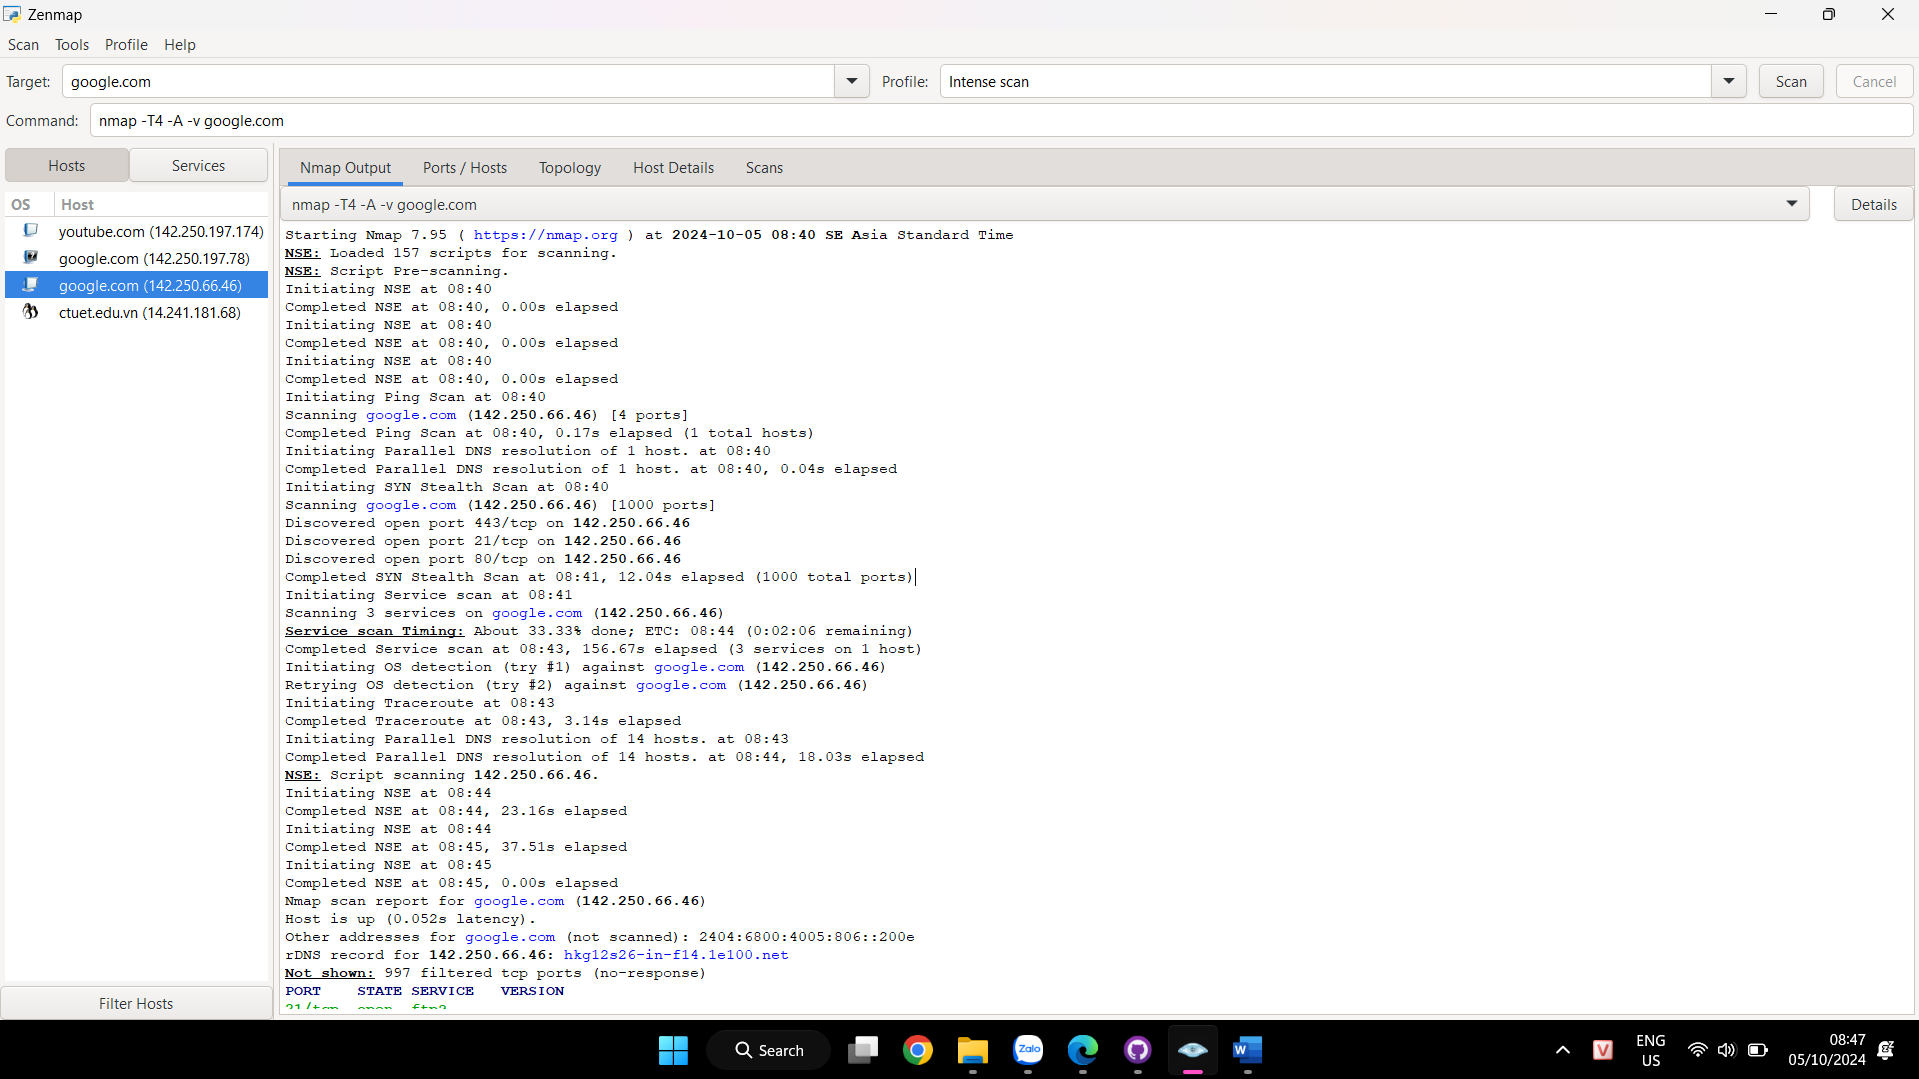 Zenmap
Scan Tools Profile Help
Target: google.com Profile: Intense scan Scan Cancel
Command: nmap -T4 -A -v google.com
Hosts Services
OS Host
youtube.com (142.250.197.174)
google.com (142.250.197.78)
google.com (142.250.66.46)
ctuet.edu.vn (14.241.181.68)
Filter Hosts
Nmap Output Ports / Hosts Topology Host Details Scans
nmap -T4 -A -v google.com Details
Starting Nmap 7.95 ( https://nmap.org ) at 2024-10-05 08:40 SE Asia Standard Time
NSE: Loaded 157 scripts for scanning.
NSE: Script Pre-scanning.
Initiating NSE at 08:40
Completed NSE at 08:40, 0.00s elapsed
Initiating NSE at 08:40
Completed NSE at 08:40, 0.00s elapsed
Initiating NSE at 08:40
Completed NSE at 08:40, 0.00s elapsed
Initiating Ping Scan at 08:40
Scanning google.com (142.250.66.46) [4 ports]
Completed Ping Scan at 08:40, 0.17s elapsed (1 total hosts)
Initiating Parallel DNS resolution of 1 host. at 08:40
Completed Parallel DNS resolution of 1 host. at 08:40, 0.04s elapsed
Initiating SYN Stealth Scan at 08:40
Scanning google.com (142.250.66.46) [1000 ports]
Discovered open port 443/tcp on 142.250.66.46
Discovered open port 21/tcp on 142.250.66.46
Discovered open port 80/tcp on 142.250.66.46
Completed SYN Stealth Scan at 08:41, 12.04s elapsed (1000 total ports)
Initiating Service scan at 08:41
Scanning 3 services on google.com (142.250.66.46)
Service scan Timing: About 33.33% done; ETC: 08:44 (0:02:06 remaining)
Completed Service scan at 08:43, 156.67s elapsed (3 services on 1 host)
Initiating OS detection (try #1) against google.com (142.250.66.46)
Retrying OS detection (try #2) against google.com (142.250.66.46)
Initiating Traceroute at 08:43
Completed Traceroute at 08:43, 3.14s elapsed
Initiating Parallel DNS resolution of 14 hosts. at 08:43
Completed Parallel DNS resolution of 14 hosts. at 08:44, 18.03s elapsed
NSE: Script scanning 142.250.66.46.
Initiating NSE at 08:44
Completed NSE at 08:44, 23.16s elapsed
Initiating NSE at 08:44
Completed NSE at 08:45, 37.51s elapsed
Initiating NSE at 08:45
Completed NSE at 08:45, 0.00s elapsed
Nmap scan report for google.com (142.250.66.46)
Host is up (0.052s latency).
Other addresses for google.com (not scanned): 2404:6800:4005:806::200e
rDNS record for 142.250.66.46: hkg12s26-in-f14.1e100.net
Not shown: 997 filtered tcp ports (no-response)
PORT STATE SERVICE VERSION
21/tcp open ftp?
Search
Zalo
ENG
US
08:47
05/10/2024